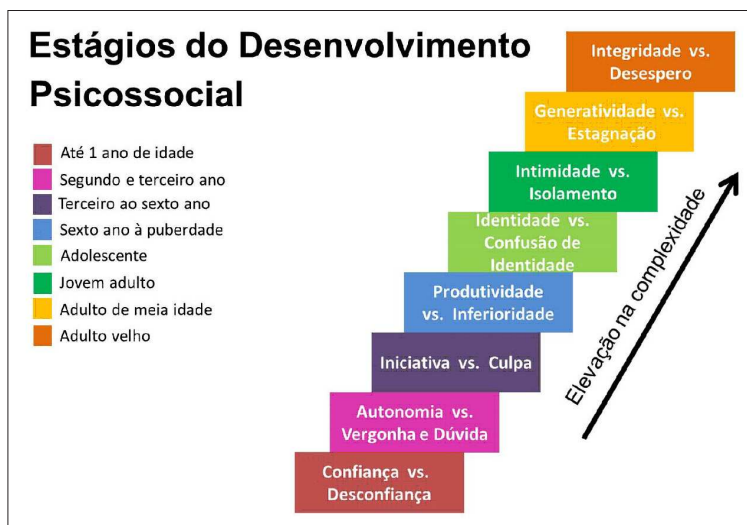 Estágios do Desenvolvimento
Psicossocial
Até 1 ano de idade
Segundo e terceiro ano
Terceiro ao sexto ano
Sexto ano à puberdade
Adolescente
Jovem adulto
Adulto de meia idade
Adulto velho
Integridade vs.
Desespero
Generatividade vs.
Estagnação
Intimidade vs.
Isolamento
Identidade vs.
Confusão de
Identidade
Produtividade
vs. Inferioridade
Iniciativa vs. Culpa
Autonomia vs.
Vergonha e Dúvida
Confiança vs.
Desconfiança
Elevação na complexidade